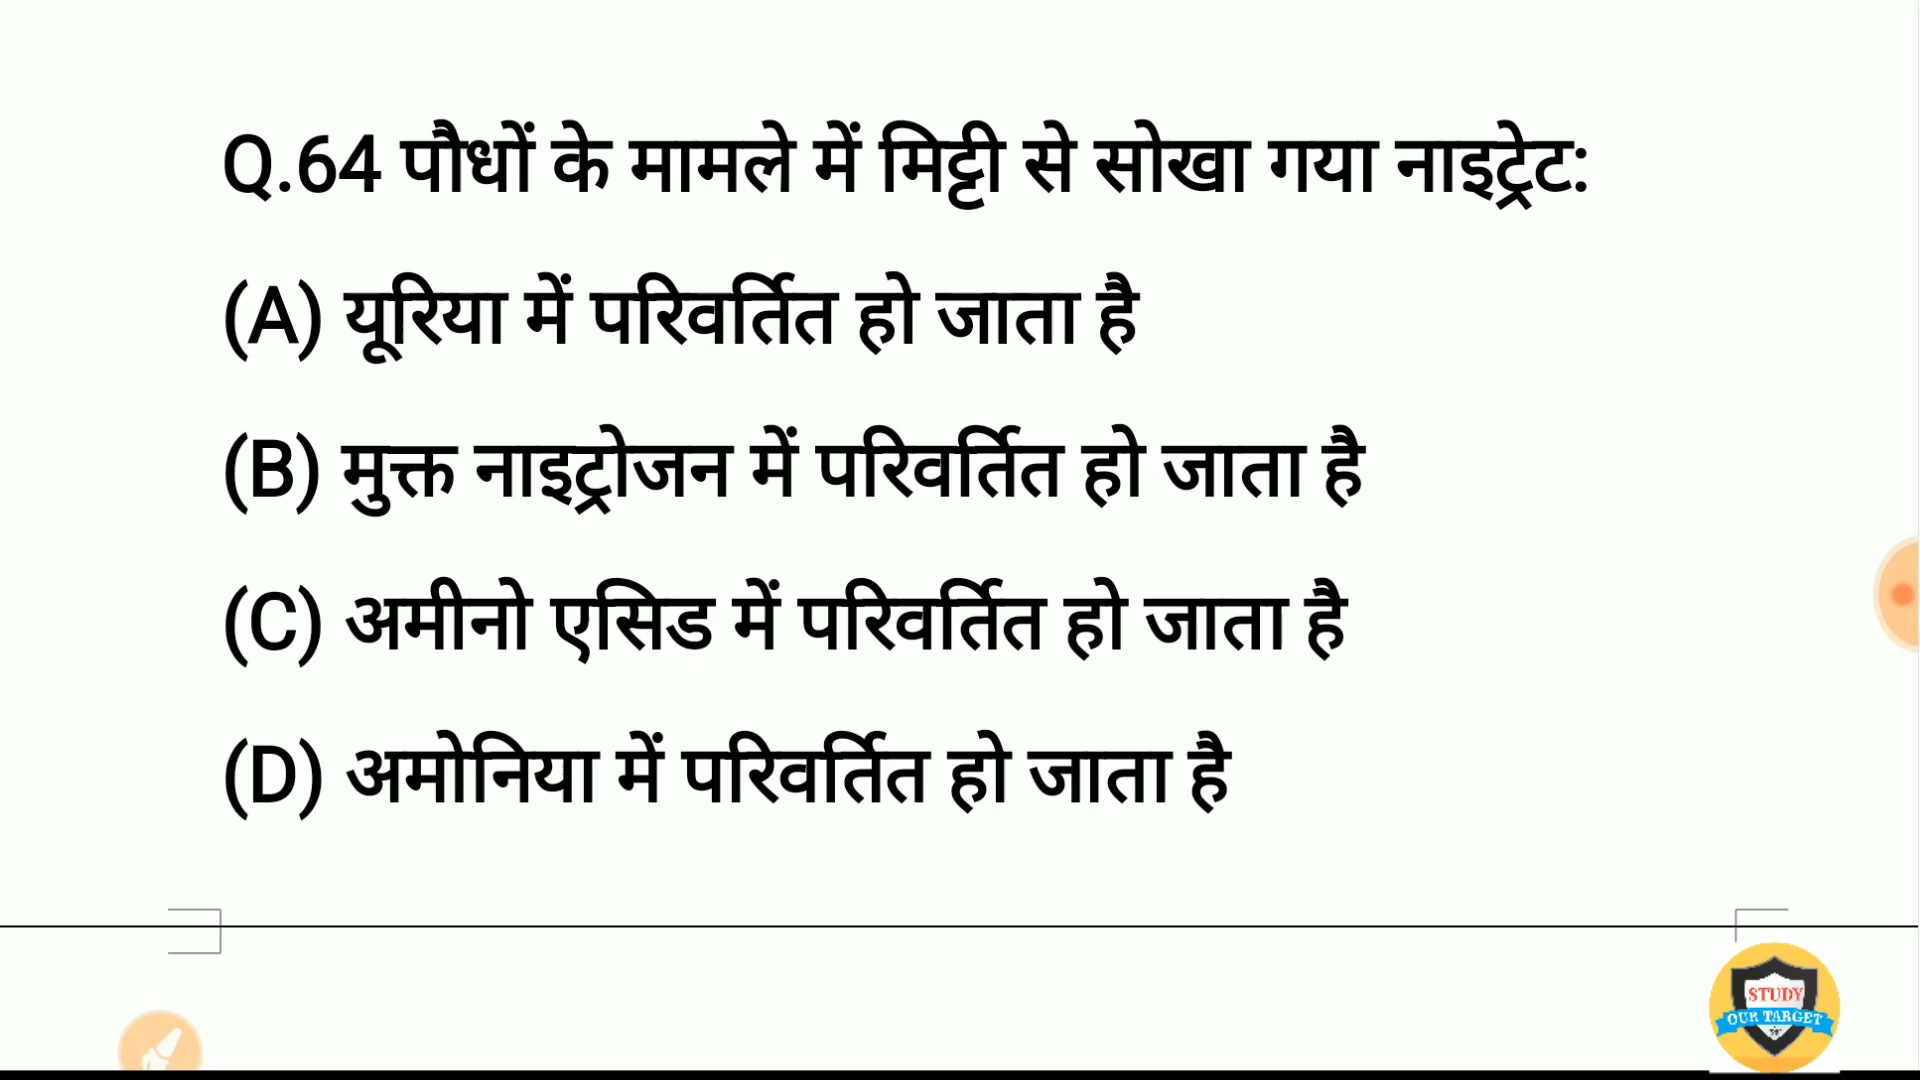 Q.64 पौधों के मामले में मिट्टी से सोखा गया नाइट्रेट:
(A) यूरिया में परिवर्तित हो जाता है
(B) मुक्त नाइट्रोजन में परिवर्तित हो जाता है
(C) अमीनो एसिड में परिवर्तित हो जाता है
(D) अमोनिया में परिवर्तित हो जाता है
STUDY
OUR TARGET